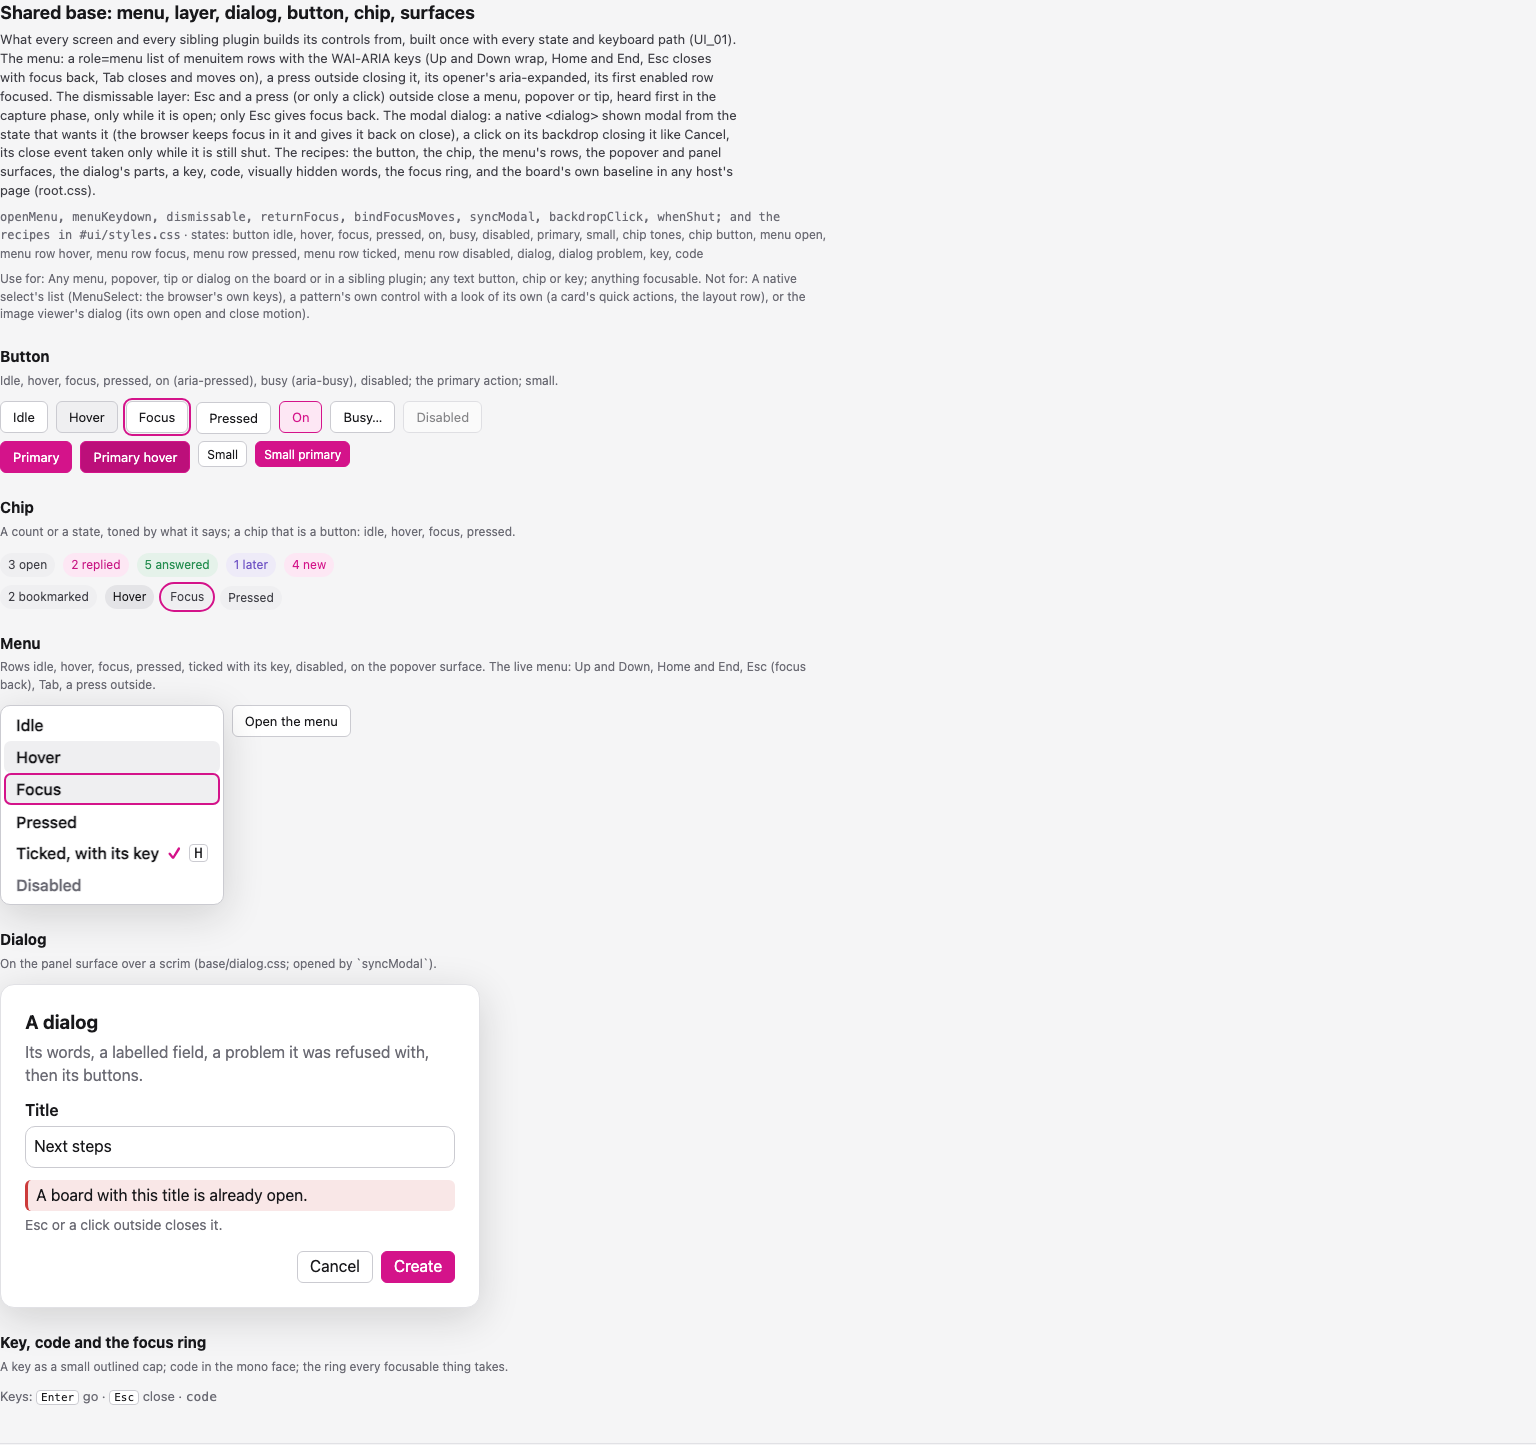 Shared base: menu, layer, dialog, button, chip, surfaces
What every screen and every sibling plugin builds its controls from, built once with every state and keyboard path (UI_01).
The menu: a role=menu list of menuitem rows with the WAI-ARIA keys (Up and Down wrap, Home and End, Esc closes
with focus back, Tab closes and moves on), a press outside closing it, its opener's aria-expanded, its first enabled row
focused. The dismissable layer: Esc and a press (or only a click) outside close a menu, popover or tip, heard first in the
capture phase, only while it is open; only Esc gives focus back. The modal dialog: a native <dialog> shown modal from the
state that wants it (the browser keeps focus in it and gives it back on close), a click on its backdrop closing it like Cancel,
its close event taken only while it is still shut. The recipes: the button, the chip, the menu's rows, the popover and panel
surfaces, the dialog's parts, a key, code, visually hidden words, the focus ring, and the board's own baseline in any host's
page (root.css).
openMenu, menuKeydown, dismissable, returnFocus, bindFocusMoves, syncModal, backdropClick, whenShut; and the
recipes in #ui/styles.css · states: button idle, hover, focus, pressed, on, busy, disabled, primary, small, chip tones, chip button, menu open,
menu row hover, menu row focus, menu row pressed, menu row ticked, menu row disabled, dialog, dialog problem, key, code
Use for: Any menu, popover, tip or dialog on the board or in a sibling plugin; any text button, chip or key; anything focusable. Not for: A native
select's list (MenuSelect: the browser's own keys), a pattern's own control with a look of its own (a card's quick actions, the layout row), or the
image viewer's dialog (its own open and close motion).
Button
Idle, hover, focus, pressed, on (aria-pressed), busy (aria-busy), disabled; the primary action; small.
Idle Hover Focus Pressed On Busy... Disabled
Primary Primary hover Small Small primary
Chip
A count or a state, toned by what it says; a chip that is a button: idle, hover, focus, pressed.
3 open 2 replied 5 answered 1 later 4 new
2 bookmarked Hover Focus Pressed
Menu
Rows idle, hover, focus, pressed, ticked with its key, disabled, on the popover surface. The live menu: Up and Down, Home and End, Esc (focus
back), Tab, a press outside.
Idle
Open the menu
Hover
Focus
Pressed
Ticked, with its key ✓ H
Disabled
Dialog
On the panel surface over a scrim (base/dialog.css; opened by `syncModal`).
A dialog
Its words, a labelled field, a problem it was refused with,
then its buttons.
Title
Next steps
A board with this title is already open.
Esc or a click outside closes it.
Cancel Create
Key, code and the focus ring
A key as a small outlined cap; code in the mono face; the ring every focusable thing takes.
Keys: Enter go · Esc close · code